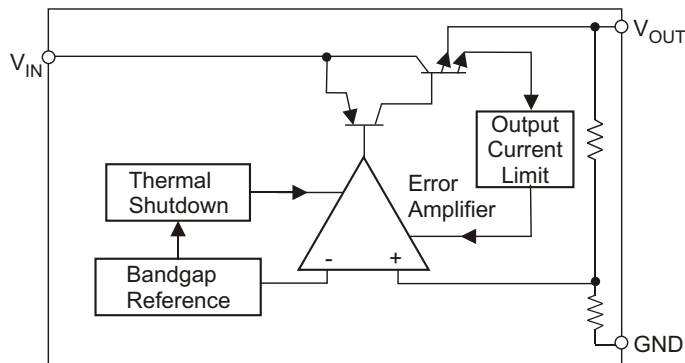 V_OUT
V_IN
Output
Current
Limit
Thermal
Shutdown
Error
Amplifier
- +
Bandgap
Reference
GND